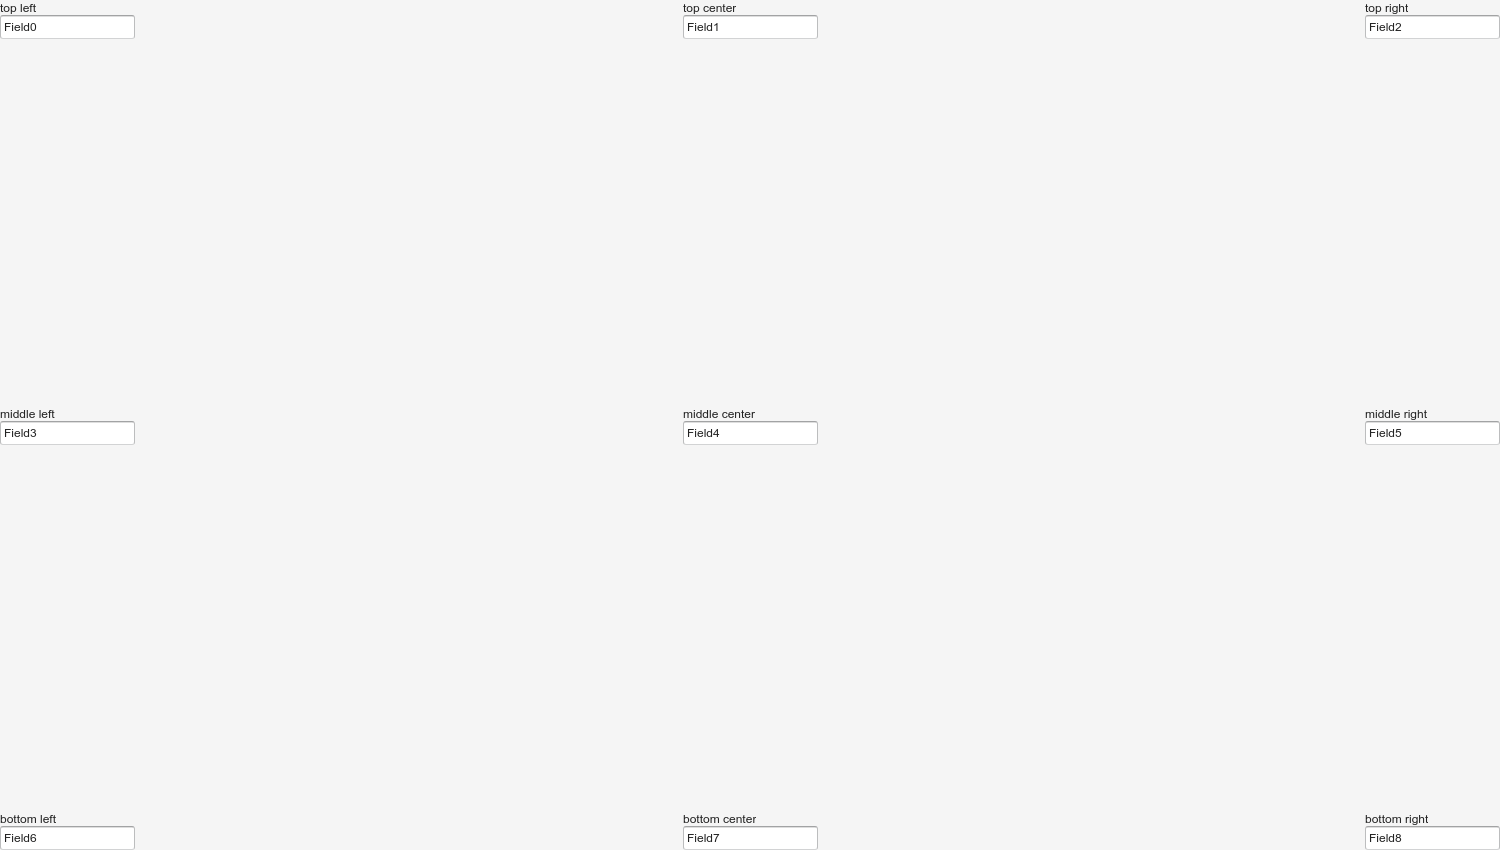 top left
Field0
top center
Field1
top right
Field2
middle left
Field3
middle center
Field4
middle right
Field5
bottom left
Field6
bottom center
Field7
bottom right
Field8